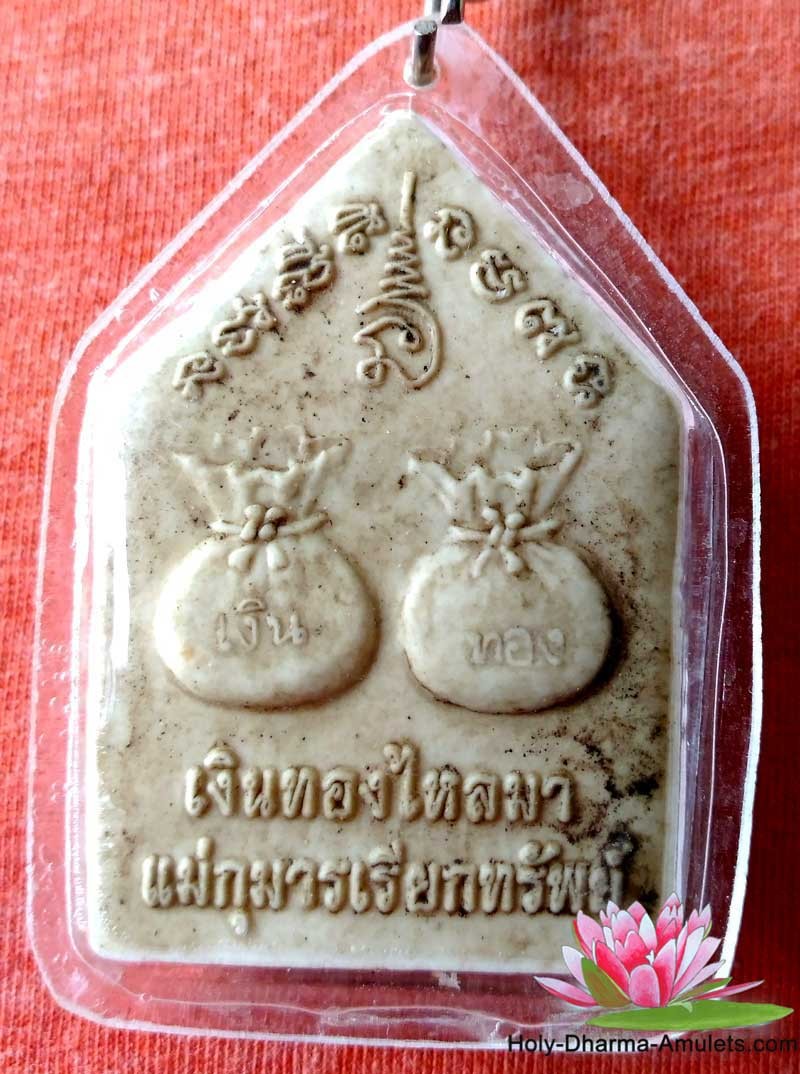 เงิน
ทอง
เงินทองไหลมา
แม่กุมารเรียกทรัพย์
Holy-Dharma-Amulets.com